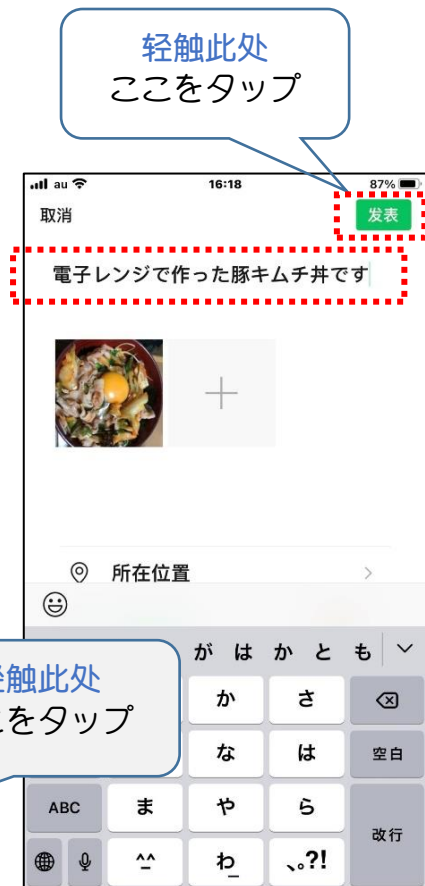 轻触此处
ここをタップ
au 16:18 87%
取消 发表
電子レンジで作った豚キムチ丼です
所在位置
が は か と も
触此处
をタップ
か さ
な は 空白
ABC ま や ら
改行
^_^ わ_ 、。?!